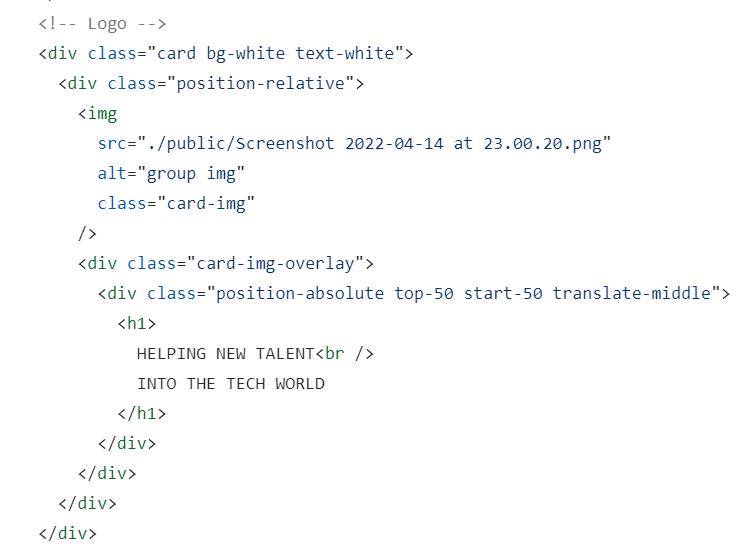 <!-- Logo -->
<div class="card bg-white text-white">
<div class="position-relative">
<img
src="./public/Screenshot 2022-04-14 at 23.00.20.png"
alt="group img"
class="card-img"
/>
<div class="card-img-overlay">
<div class="position-absolute top-50 start-50 translate-middle">
<h1>
HELPING NEW TALENT<br />
INTO THE TECH WORLD
</h1>
</div>
</div>
</div>
</div>